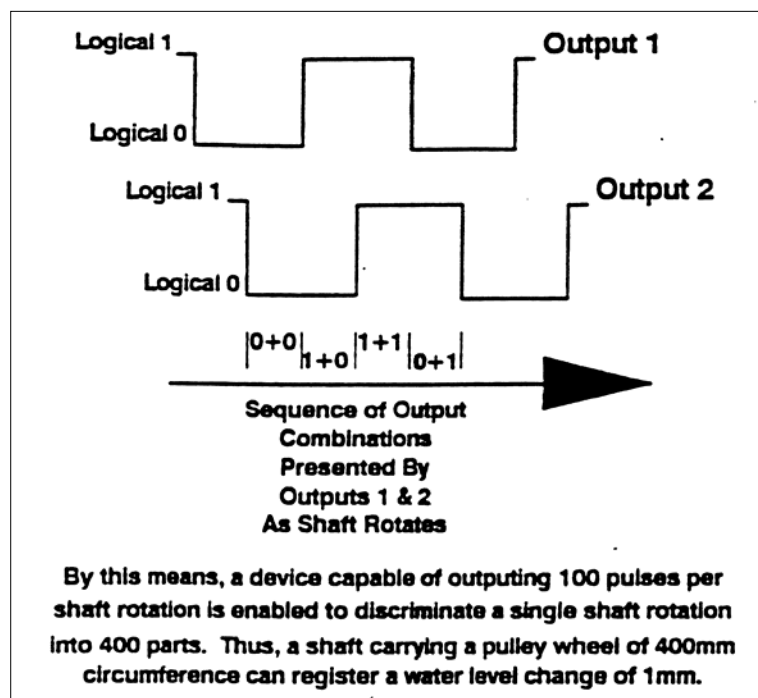 Logical 1
Output 1
Logical 0
Logical 1
Output 2
Logical 0
0+0
1+0
1+1
0+1
Sequence of Output
Combinations
Presented By
Outputs 1 & 2
As Shaft Rotates
By this means, a device capable of outputing 100 pulses per
shaft rotation is enabled to discriminate a single shaft rotation
into 400 parts. Thus, a shaft carrying a pulley wheel of 400mm
circumference can register a water level change of 1mm.